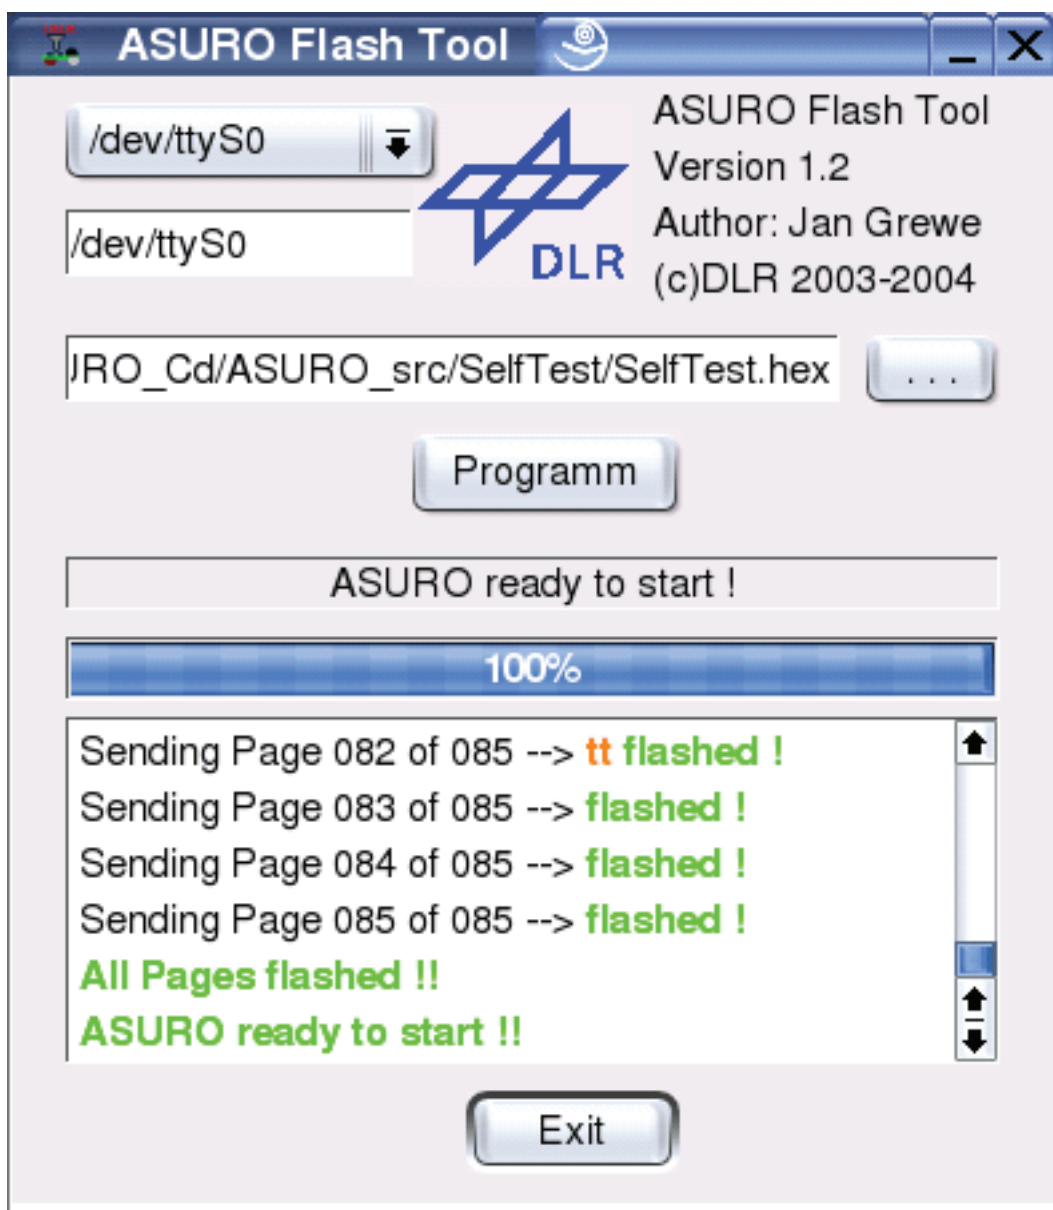 ASURO Flash Tool
/dev/ttyS0
/dev/ttyS0
DLR
ASURO Flash Tool
Version 1.2
Author: Jan Grewe
(c)DLR 2003-2004
JRO_Cd/ASURO_src/SelfTest/SelfTest.hex
...
Programm
ASURO ready to start !
100%
Sending Page 082 of 085 --> tt flashed !
Sending Page 083 of 085 --> flashed !
Sending Page 084 of 085 --> flashed !
Sending Page 085 of 085 --> flashed !
All Pages flashed !!
ASURO ready to start !!
Exit